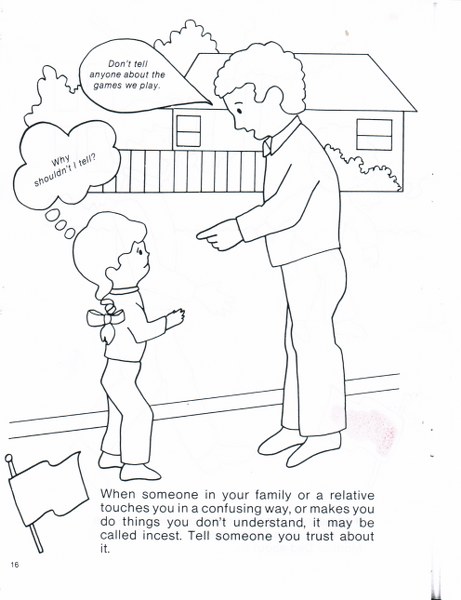 Don't tell
anyone about the
games we play.
Why
shouldn't I tell?
When someone in your family or a relative
touches you in a confusing way, or makes you
do things you don't understand, it may be
called incest. Tell someone you trust about
it.
16